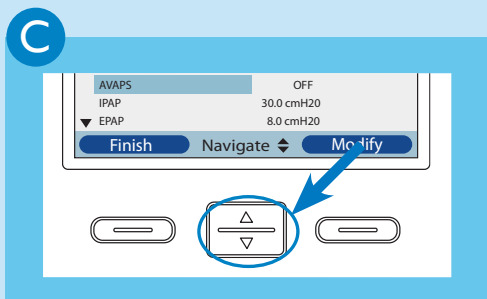 C
AVAPS OFF
IPAP 30.0 cmH20
EPAP 8.0 cmH20
Finish Navigate Modify